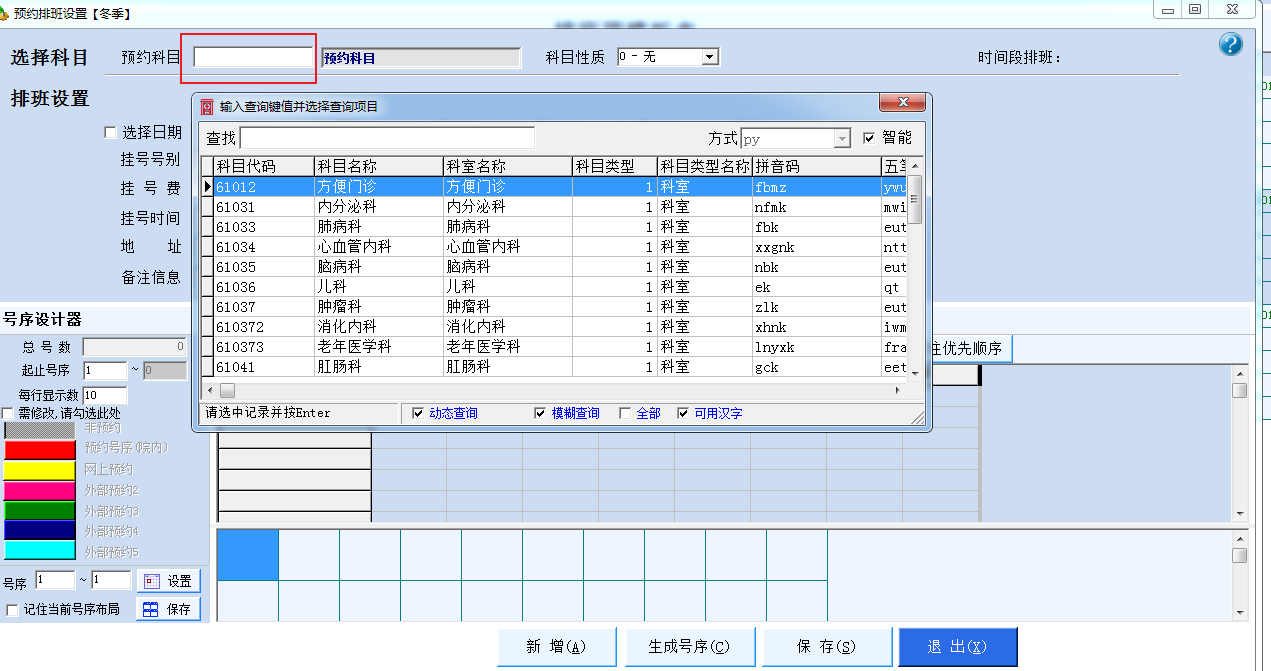 预约排班设置【冬季】
选择科目 预约科目 预约科目 科目性质 0 - 无 时间段排班：
排班设置
选择日期
挂号号别
挂 号 费
挂号时间
地 址
备注信息
输入查询键值并选择查询项目
查找 方式 py 智能
科目代码 科目名称 科室名称 科目类型 科目类型名称 拼音码 五笔
61012 方便门诊 方便门诊 1 科室 fbmz ywu
61031 内分泌科 内分泌科 1 科室 nfmk mwi
61033 肺病科 肺病科 1 科室 fbk eut
61034 心血管内科 心血管内科 1 科室 xxgnk ntt
61035 脑病科 脑病科 1 科室 nbk eut
61036 儿科 儿科 1 科室 ek qt
61037 肿瘤科 肿瘤科 1 科室 zlk eut
610372 消化内科 消化内科 1 科室 xhnk iwm
610373 老年医学科 老年医学科 1 科室 lnyxk fra
61041 肛肠科 肛肠科 1 科室 gck eet
请选中记录并按Enter 动态查询 模糊查询 全部 可用汉字
号序设计器
总 号 数 0
起止号序 1 ~ 0
每行显示数 10
需修改,请勾选此处
非预约
预约号序(院内)
网上预约
外部预约2
外部预约3
外部预约4
外部预约5
号序 1 ~ 1 设置
记住当前号序布局 保存
往优先顺序
新 增(A) 生成号序(C) 保 存(S) 退 出(X)